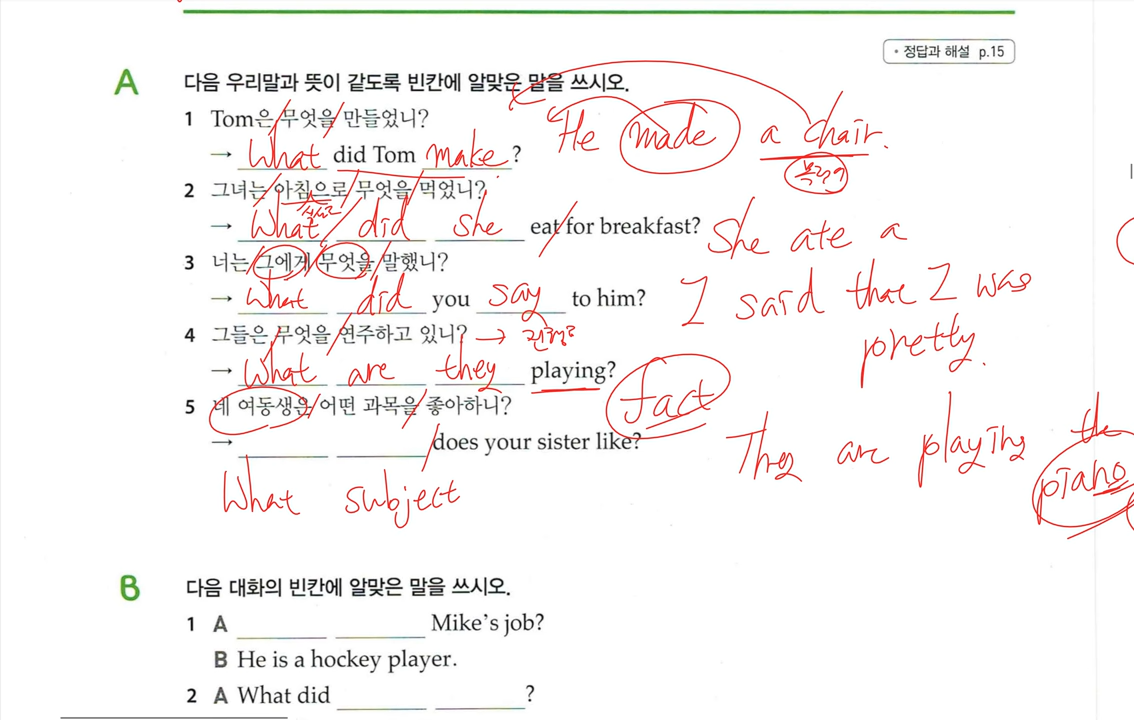 • 정답과 해설 p.15
A 다음 우리말과 뜻이 같도록 빈칸에 알맞은 말을 쓰시오.
1 Tom은 무엇을 만들었니?
→ What did Tom make?
He made a chair.
목적어
2 그녀는 아침으로 무엇을 먹었니?
→ What did she eat for breakfast?
She ate a
3 너는 그에게 무엇을 말했니?
→ What did you say to him?
I said that I was
pretty.
4 그들은 무엇을 연주하고 있니? →
→ What are they playing?
fact
5 네 여동생은 어떤 과목을 좋아하니?
→ does your sister like?
They are playing the
piano
What subject
B 다음 대화의 빈칸에 알맞은 말을 쓰시오.
1 A Mike's job?
B He is a hockey player.
2 A What did ?